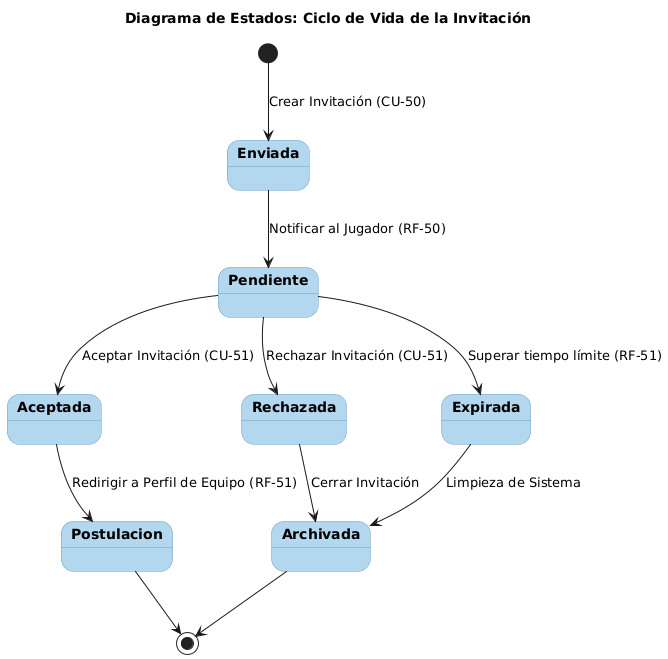 Diagrama de Estados: Ciclo de Vida de la Invitación
Crear Invitación (CU-50)
Enviada
Notificar al Jugador (RF-50)
Pendiente
Aceptar Invitación (CU-51)
Rechazar Invitación (CU-51)
Superar tiempo límite (RF-51)
Aceptada
Rechazada
Expirada
Redirigir a Perfil de Equipo (RF-51)
Cerrar Invitación
Limpieza de Sistema
Postulacion
Archivada